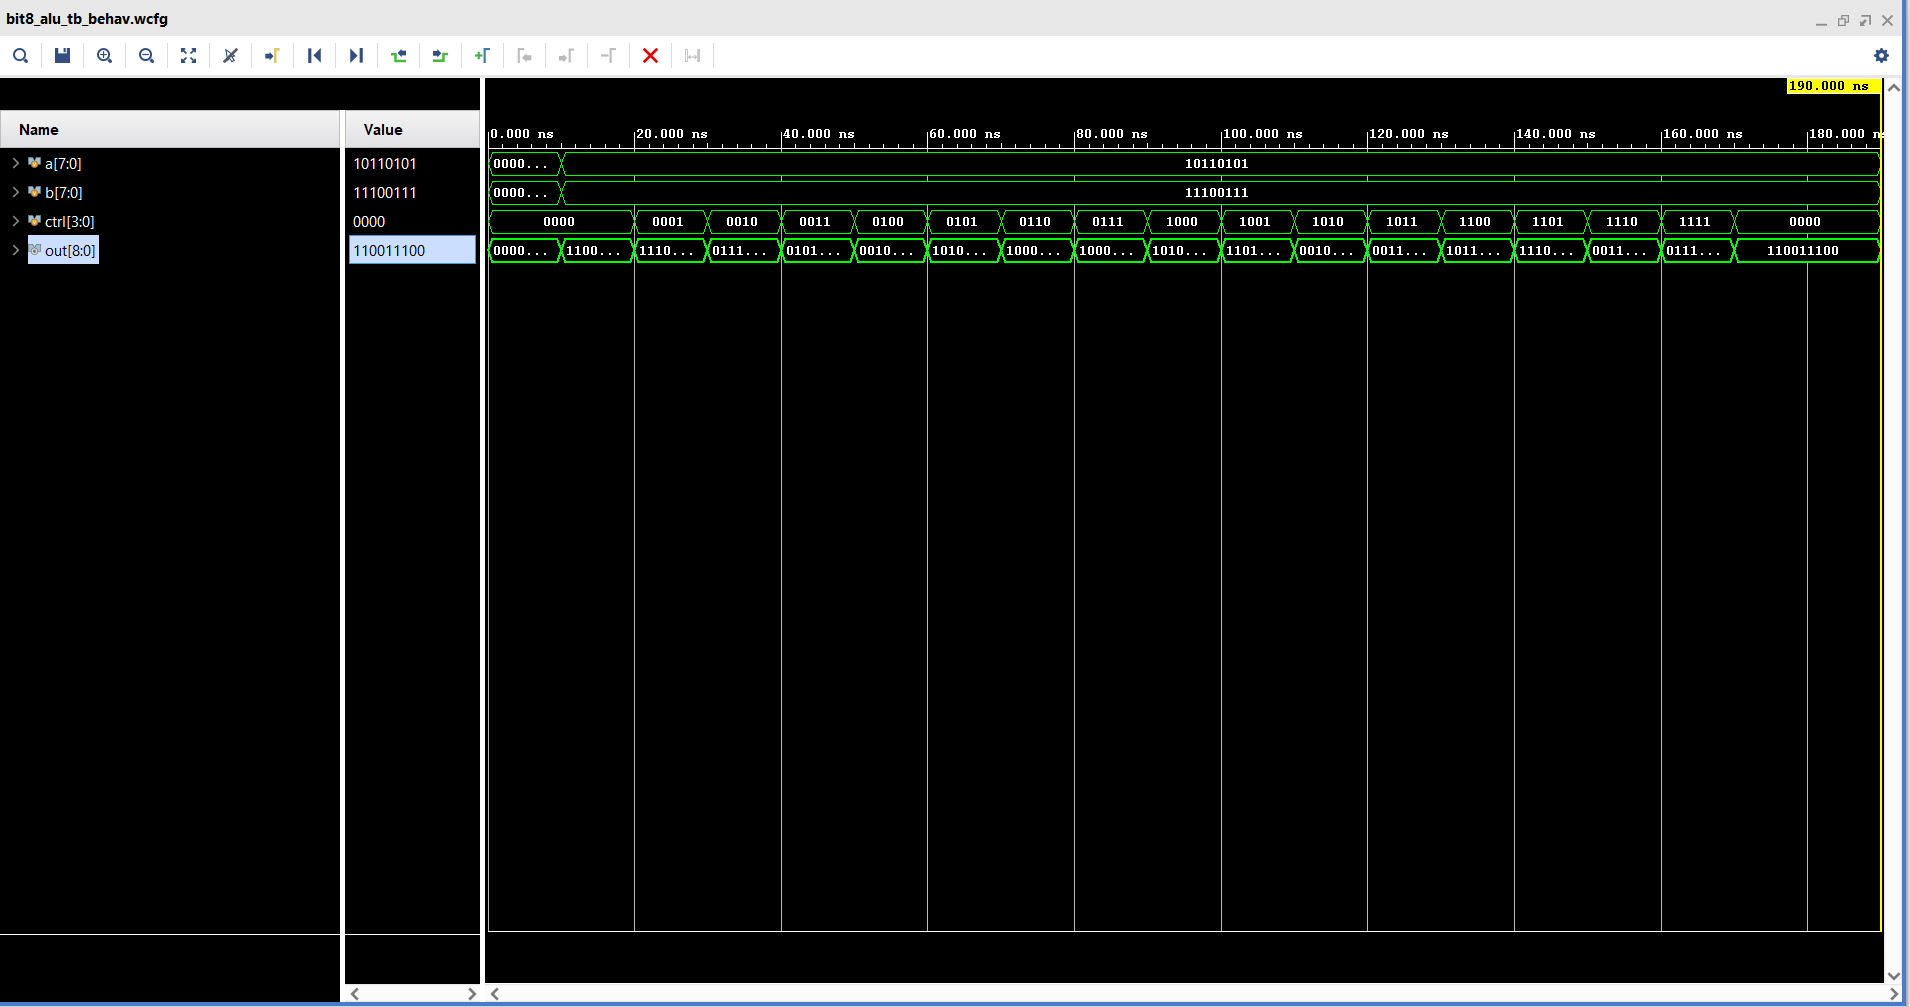 bit8_alu_tb_behav.wcfg
190.000 ns
Name Value 0.000 ns 20.000 ns 40.000 ns 60.000 ns 80.000 ns 100.000 ns 120.000 ns 140.000 ns 160.000 ns 180.000 n
a[7:0] 10110101 0000... 10110101
b[7:0] 11100111 0000... 11100111
ctrl[3:0] 0000 0000 0001 0010 0011 0100 0101 0110 0111 1000 1001 1010 1011 1100 1101 1110 1111 0000
out[8:0] 110011100 0000... 1100... 1110... 0111... 0101... 0010... 1010... 1000... 1000... 1010... 1101... 0010... 0011... 1011... 1110... 0011... 0111... 110011100